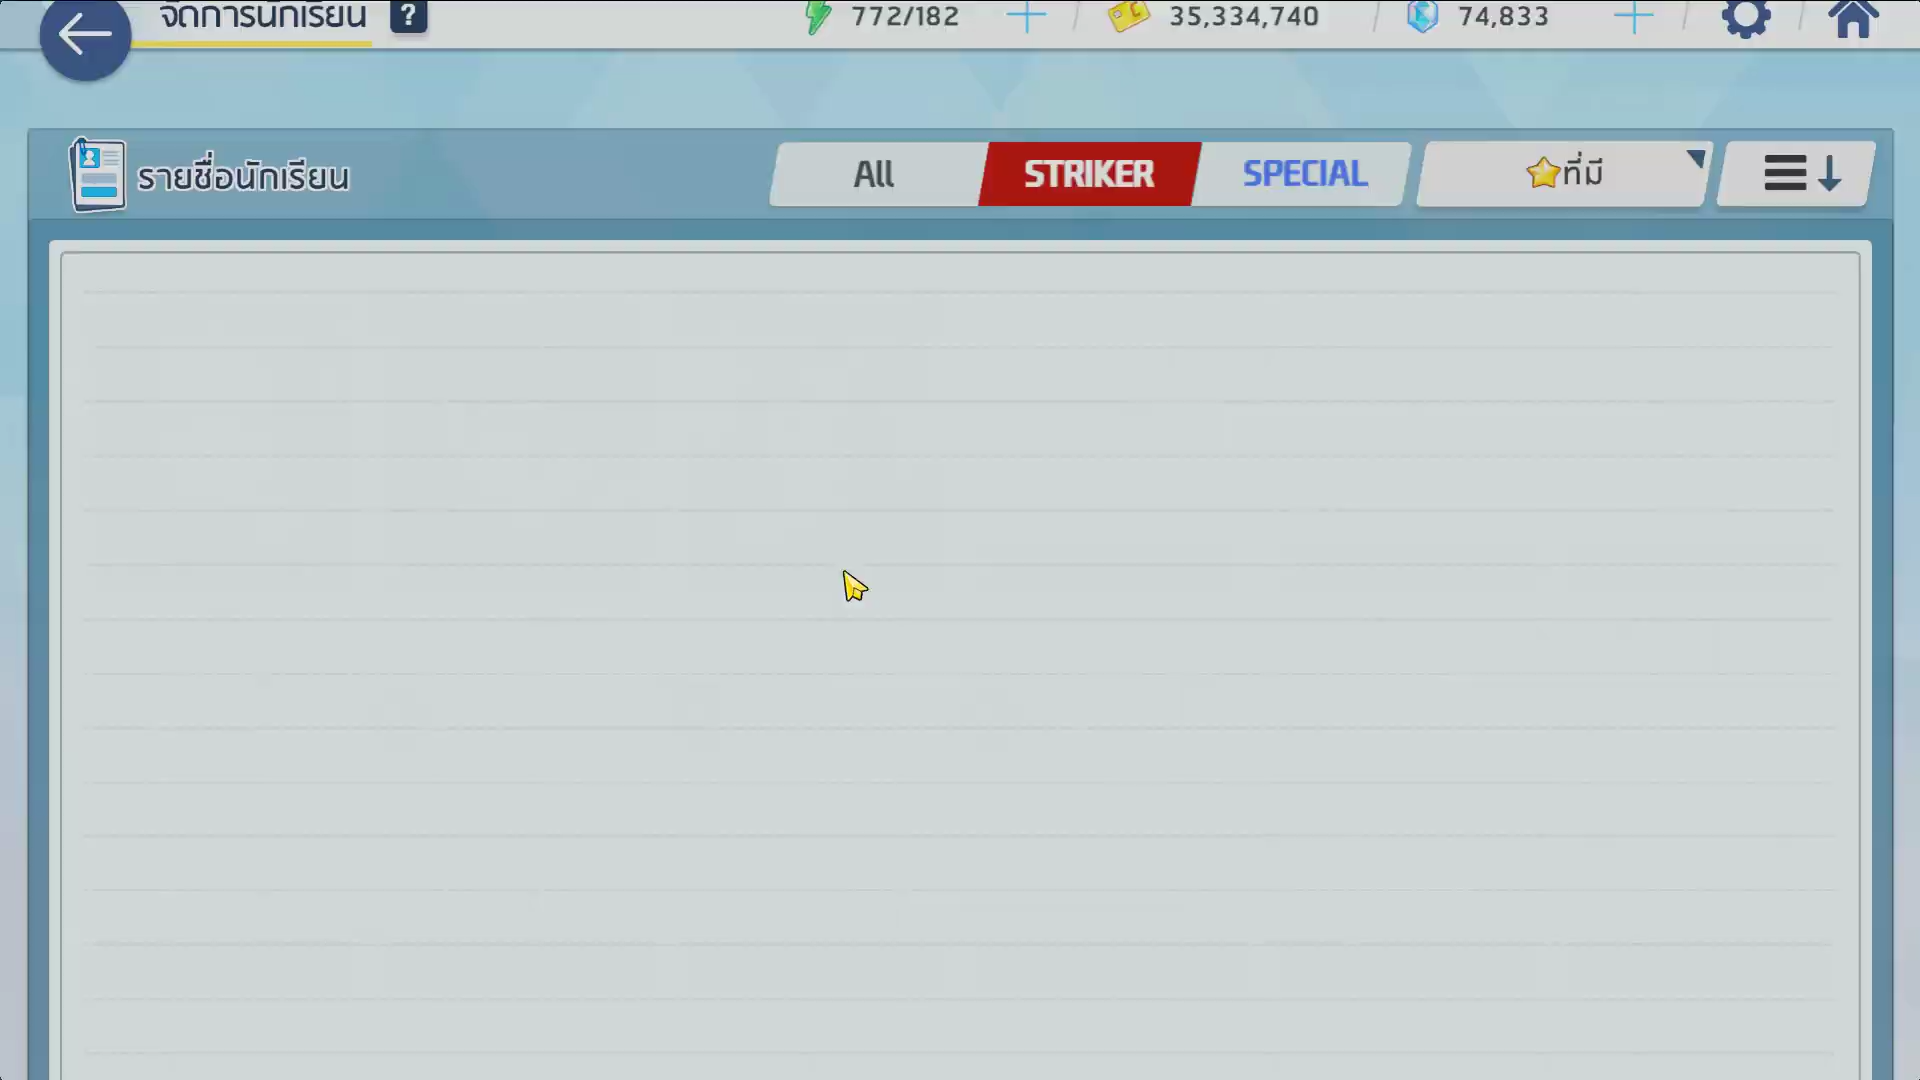 จัดการนักเรียน ? 772/182 35,334,740 74,833
รายชื่อนักเรียน All STRIKER SPECIAL ที่มี